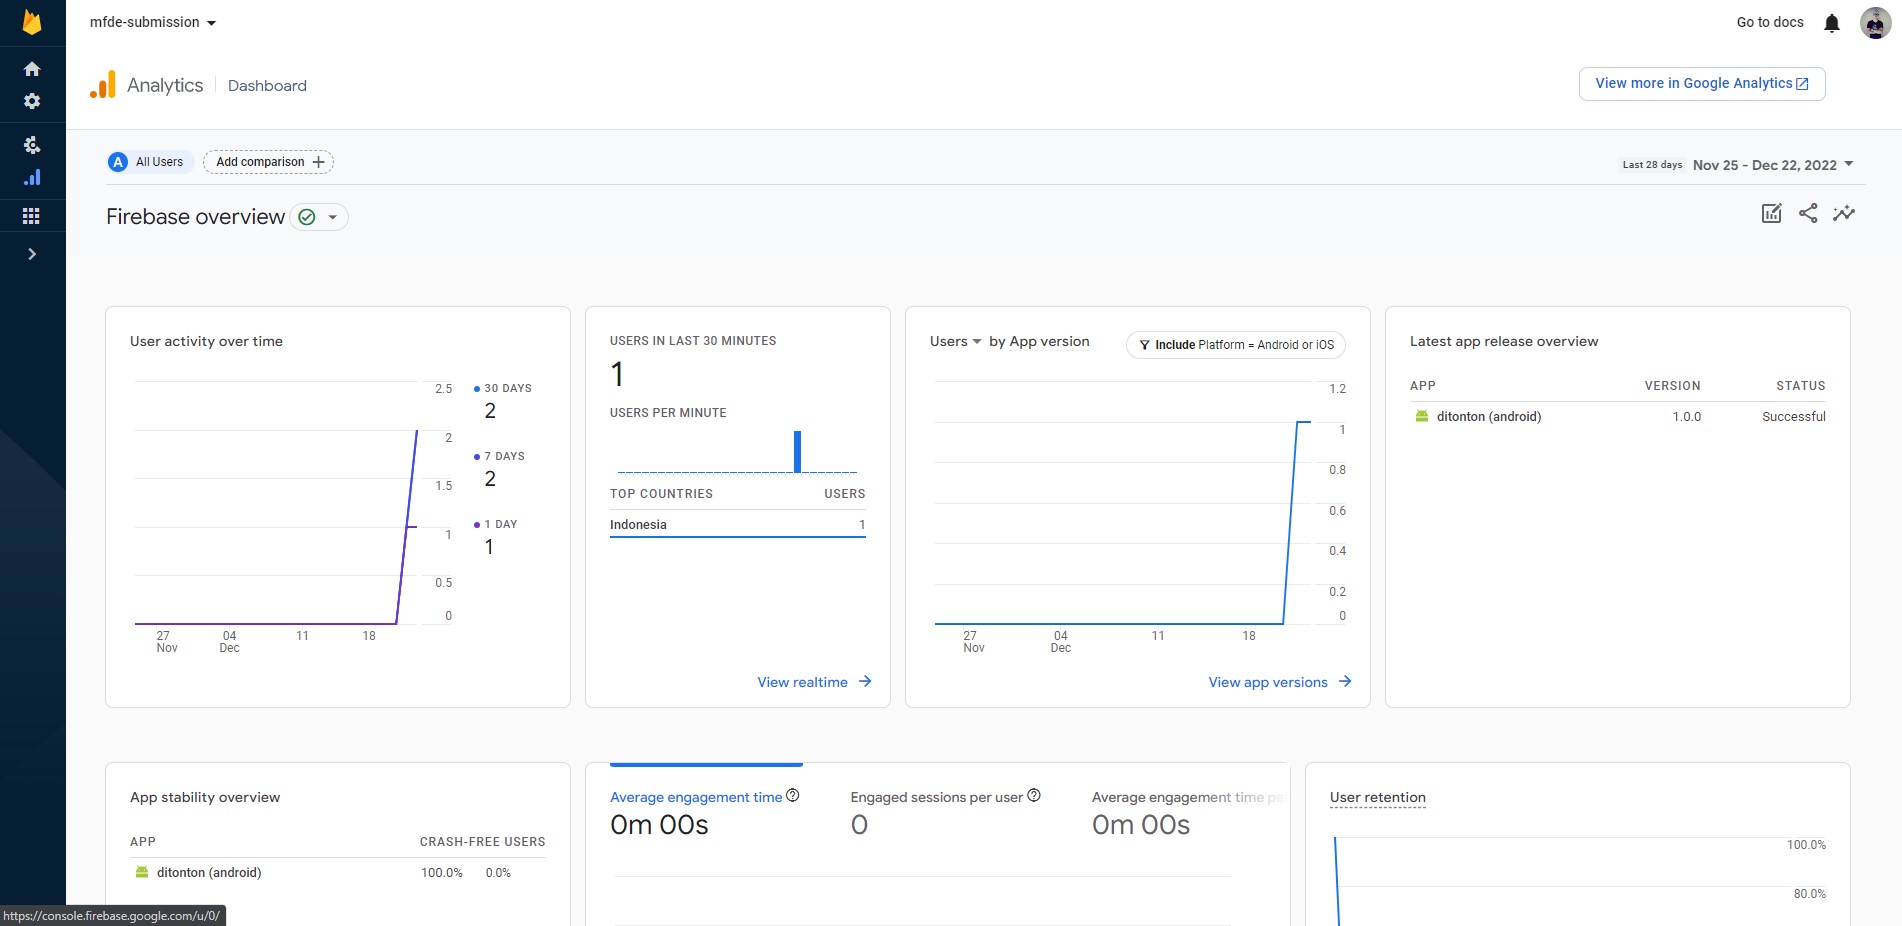 mfde-submission
Go to docs
Analytics
Dashboard
View more in Google Analytics
A All Users
Add comparison
Last 28 days Nov 25 - Dec 22, 2022
Firebase overview
User activity over time
2.5
2
1.5
1
0.5
0
27 Nov
04 Dec
11
18
30 DAYS
2
7 DAYS
2
1 DAY
1
USERS IN LAST 30 MINUTES
1
USERS PER MINUTE
TOP COUNTRIES USERS
Indonesia 1
View realtime
Users by App version
Include Platform = Android or iOS
1.2
1
0.8
0.6
0.4
0.2
0
27 Nov
04 Dec
11
18
View app versions
Latest app release overview
APP VERSION STATUS
ditonton (android) 1.0.0 Successful
App stability overview
APP CRASH-FREE USERS
ditonton (android) 100.0% 0.0%
Average engagement time
0m 00s
Engaged sessions per user
0
Average engagement time pe
0m 00s
User retention
100.0%
80.0%
https://console.firebase.google.com/u/0/